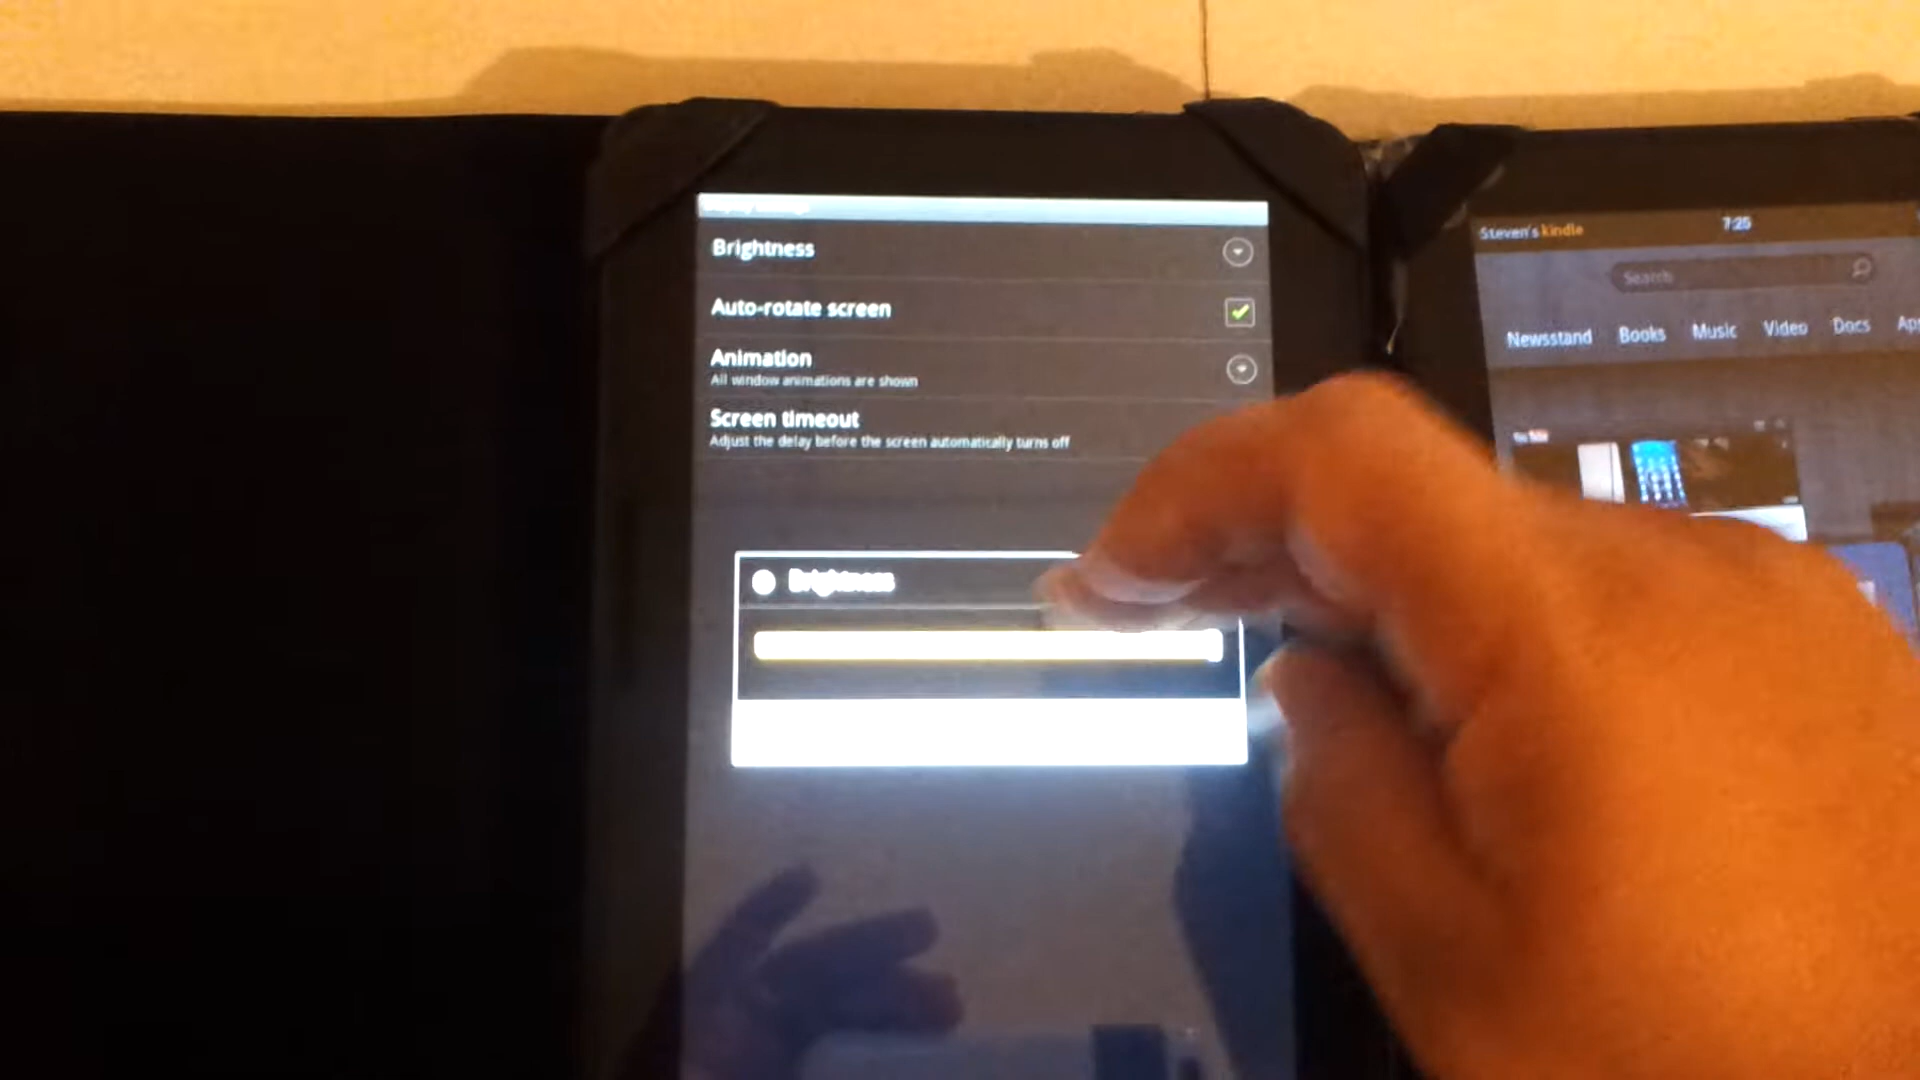 Brightness
Auto-rotate screen
Animation
All window animations are shown
Screen timeout
Adjust the delay before the screen automatically turns off
Brightness
Steven's kindle
7:25
Search
Newsstand Books Music Video Docs